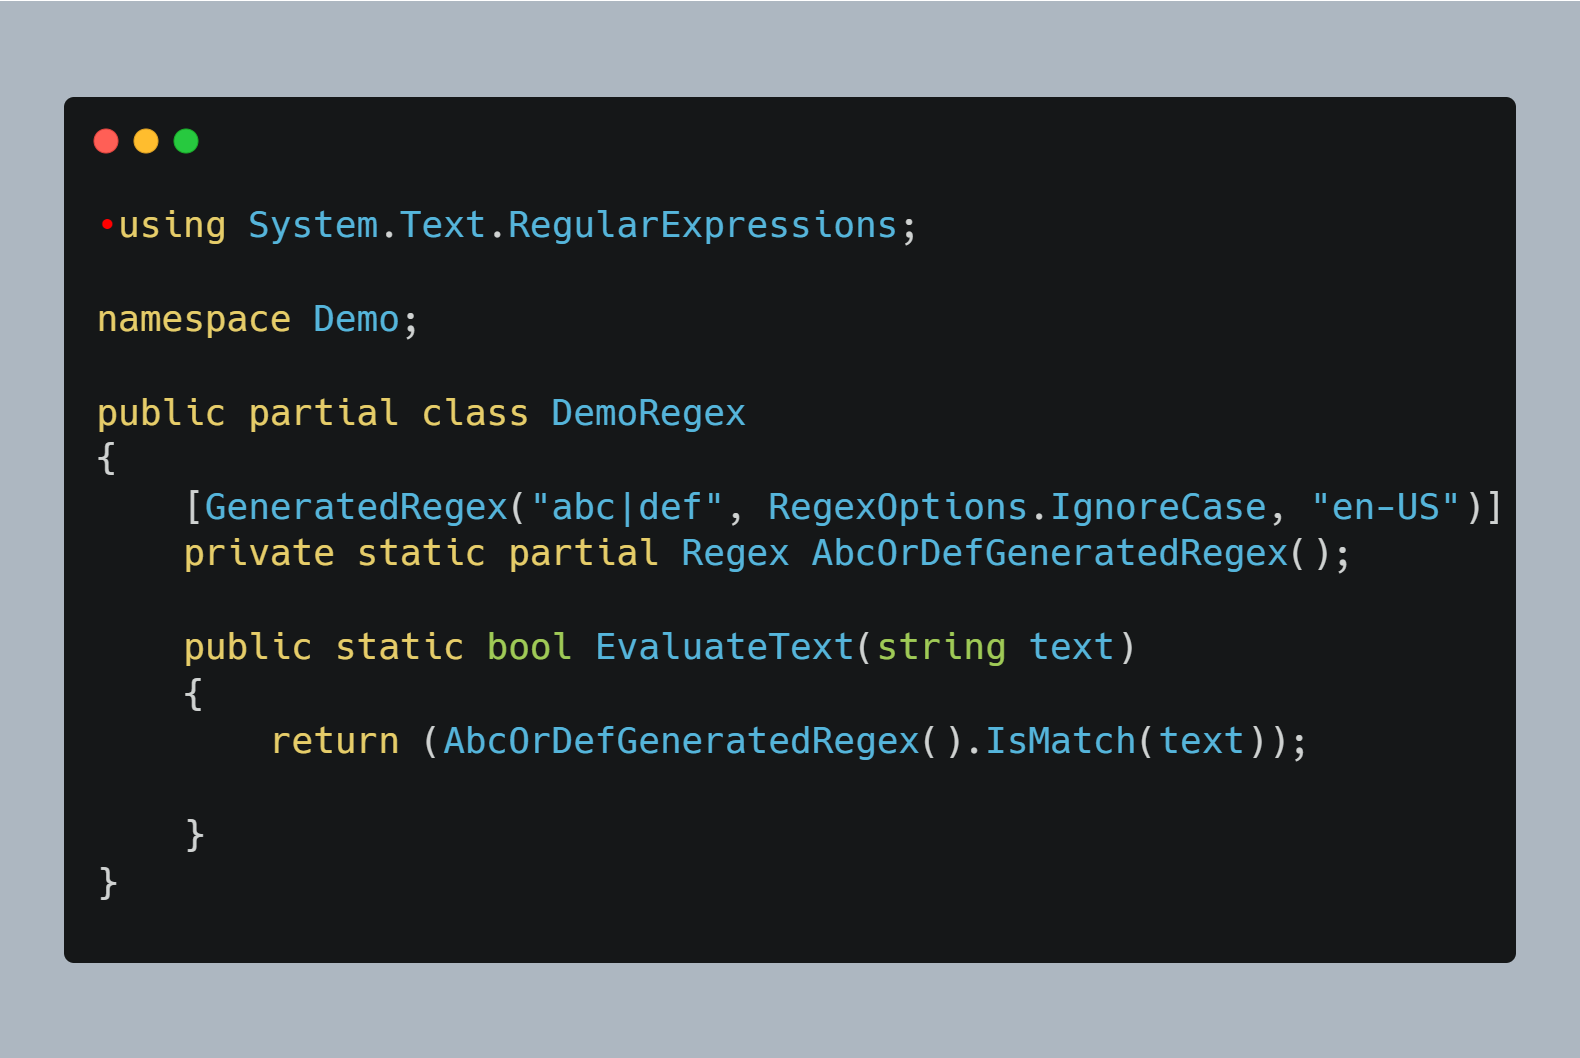 •using System.Text.RegularExpressions;

namespace Demo;

public partial class DemoRegex
{
    [GeneratedRegex("abc|def", RegexOptions.IgnoreCase, "en-US")]
    private static partial Regex AbcOrDefGeneratedRegex();

    public static bool EvaluateText(string text)
    {
        return (AbcOrDefGeneratedRegex().IsMatch(text));

    }
}